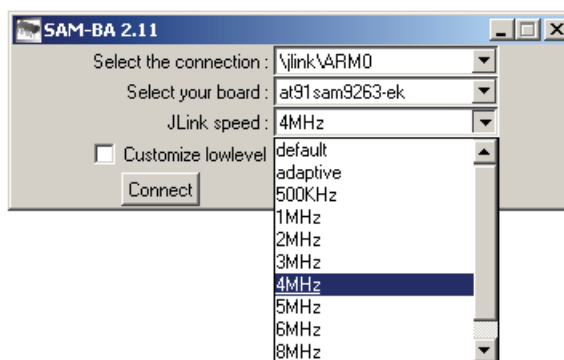 SAM-BA 2.11
Select the connection : \jlink\ARM0
Select your board : at91sam9263-ek
JLink speed : 4MHz
Customize lowlevel
Connect
default
adaptive
500KHz
1MHz
2MHz
3MHz
4MHz
5MHz
6MHz
8MHz